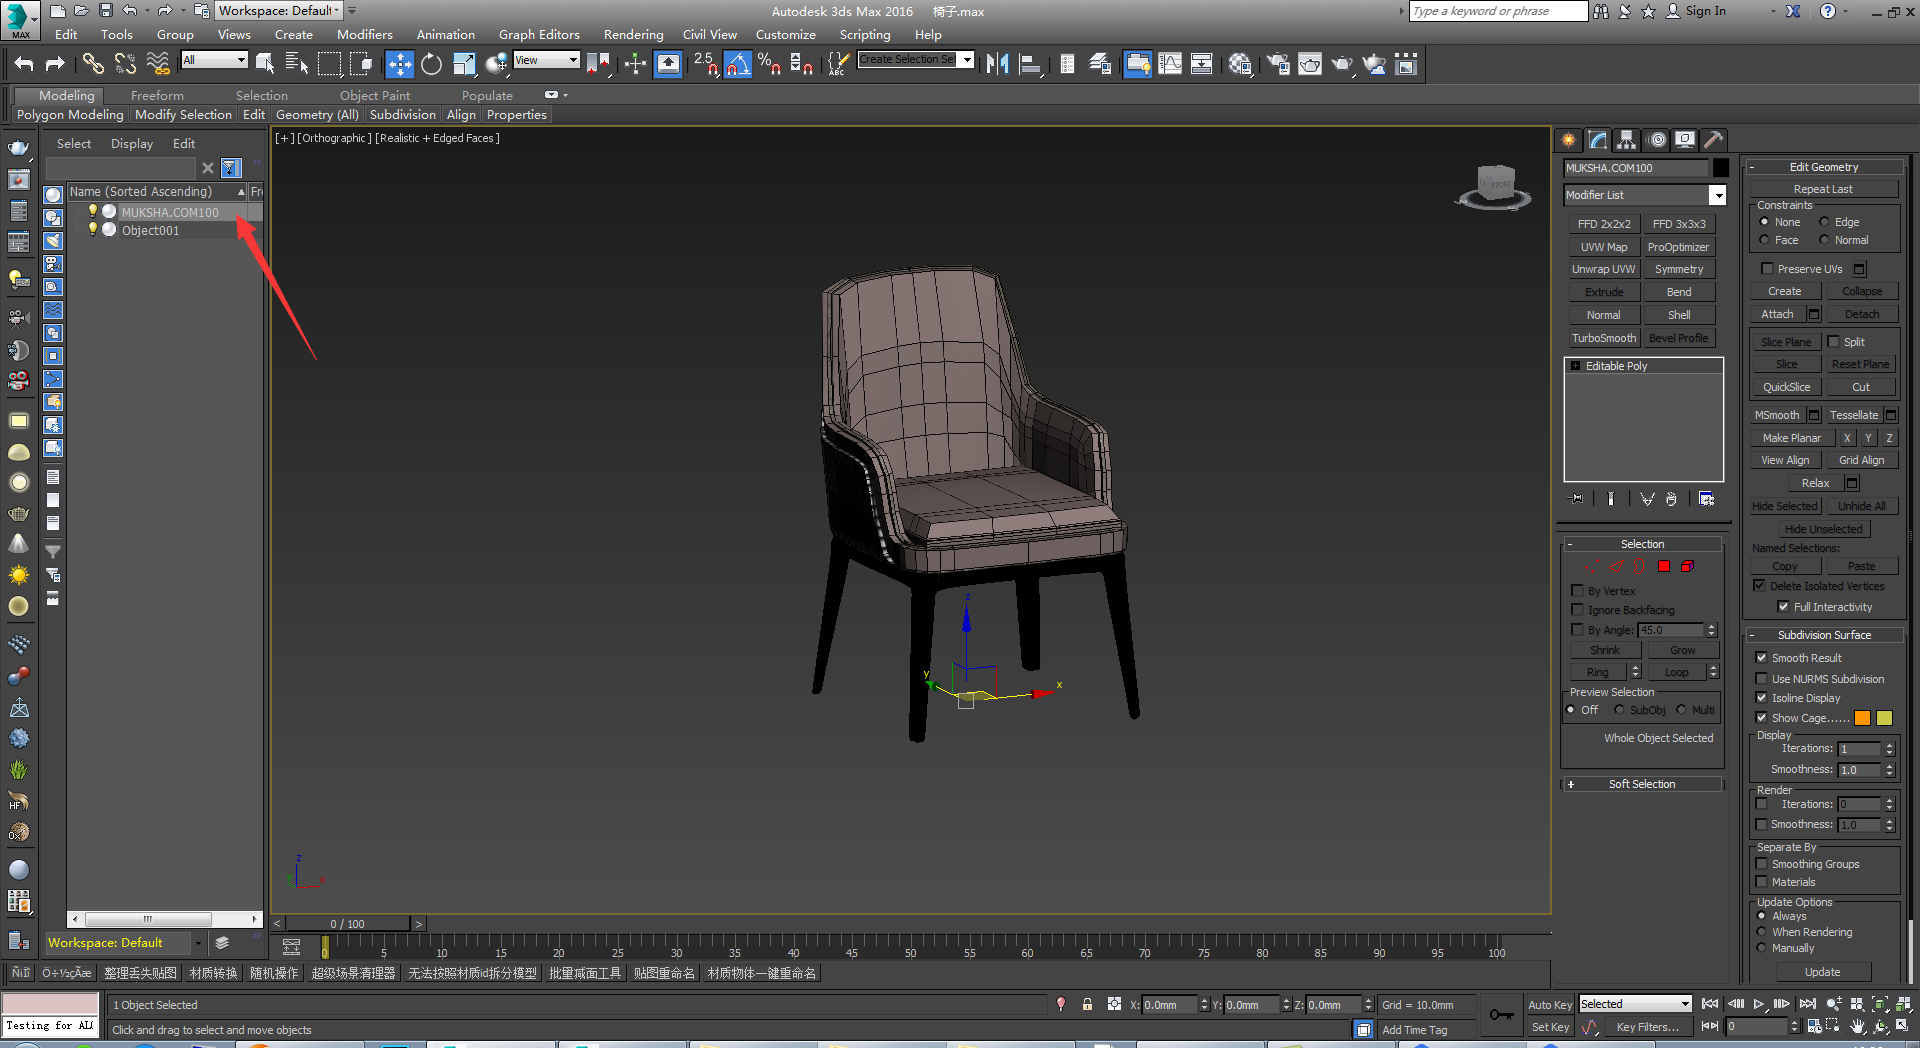 Workspace: Default
Autodesk 3ds Max 2016 椅子.max
Type a keyword or phrase
Sign In
MAX
Edit Tools Group Views Create Modifiers Animation Graph Editors Rendering Civil View Customize Scripting Help
All
View
2.5
Create Selection Se
Modeling Freeform Selection Object Paint Populate
Polygon Modeling Modify Selection Edit Geometry (All) Subdivision Align Properties
Select Display Edit
Name (Sorted Ascending) Fr
MUKSHA.COM100
Object001
[+] [Orthographic] [Realistic + Edged Faces]
FRONT
z
y
x
z
y
x
MUKSHA.COM100
Modifier List
FFD 2x2x2 FFD 3x3x3
UVW Map ProOptimizer
Unwrap UVW Symmetry
Extrude Bend
Normal Shell
TurboSmooth Bevel Profile
Editable Poly
Selection
By Vertex
Ignore Backfacing
By Angle: 45.0
Shrink Grow
Ring Loop
Preview Selection
Off SubObj Multi
Whole Object Selected
Soft Selection
Edit Geometry
Repeat Last
Constraints
None Edge
Face Normal
Preserve UVs
Create Collapse
Attach Detach
Slice Plane Split
Slice Reset Plane
QuickSlice Cut
MSmooth Tessellate
Make Planar X Y Z
View Align Grid Align
Relax
Hide Selected Unhide All
Hide Unselected
Named Selections:
Copy Paste
Delete Isolated Vertices
Full Interactivity
Subdivision Surface
Smooth Result
Use NURMS Subdivision
Isoline Display
Show Cage......
Display
Iterations: 1
Smoothness: 1.0
Render
Iterations: 0
Smoothness: 1.0
Separate By
Smoothing Groups
Materials
Update Options
Always
When Rendering
Manually
Update
0 / 100
Workspace: Default
0 5 10 15 20 25 30 35 40 45 50 55 60 65 70 75 80 85 90 95 100
整理丢失贴图 材质转换 随机操作 超级场景清理器 无法按照材质id拆分模型 批量减面工具 贴图重命名 材质物体一键重命名
1 Object Selected
X: 0.0mm Y: 0.0mm Z: 0.0mm Grid = 10.0mm
Auto Key Selected
Testing for AL
Click and drag to select and move objects
Add Time Tag
Set Key Key Filters... 0